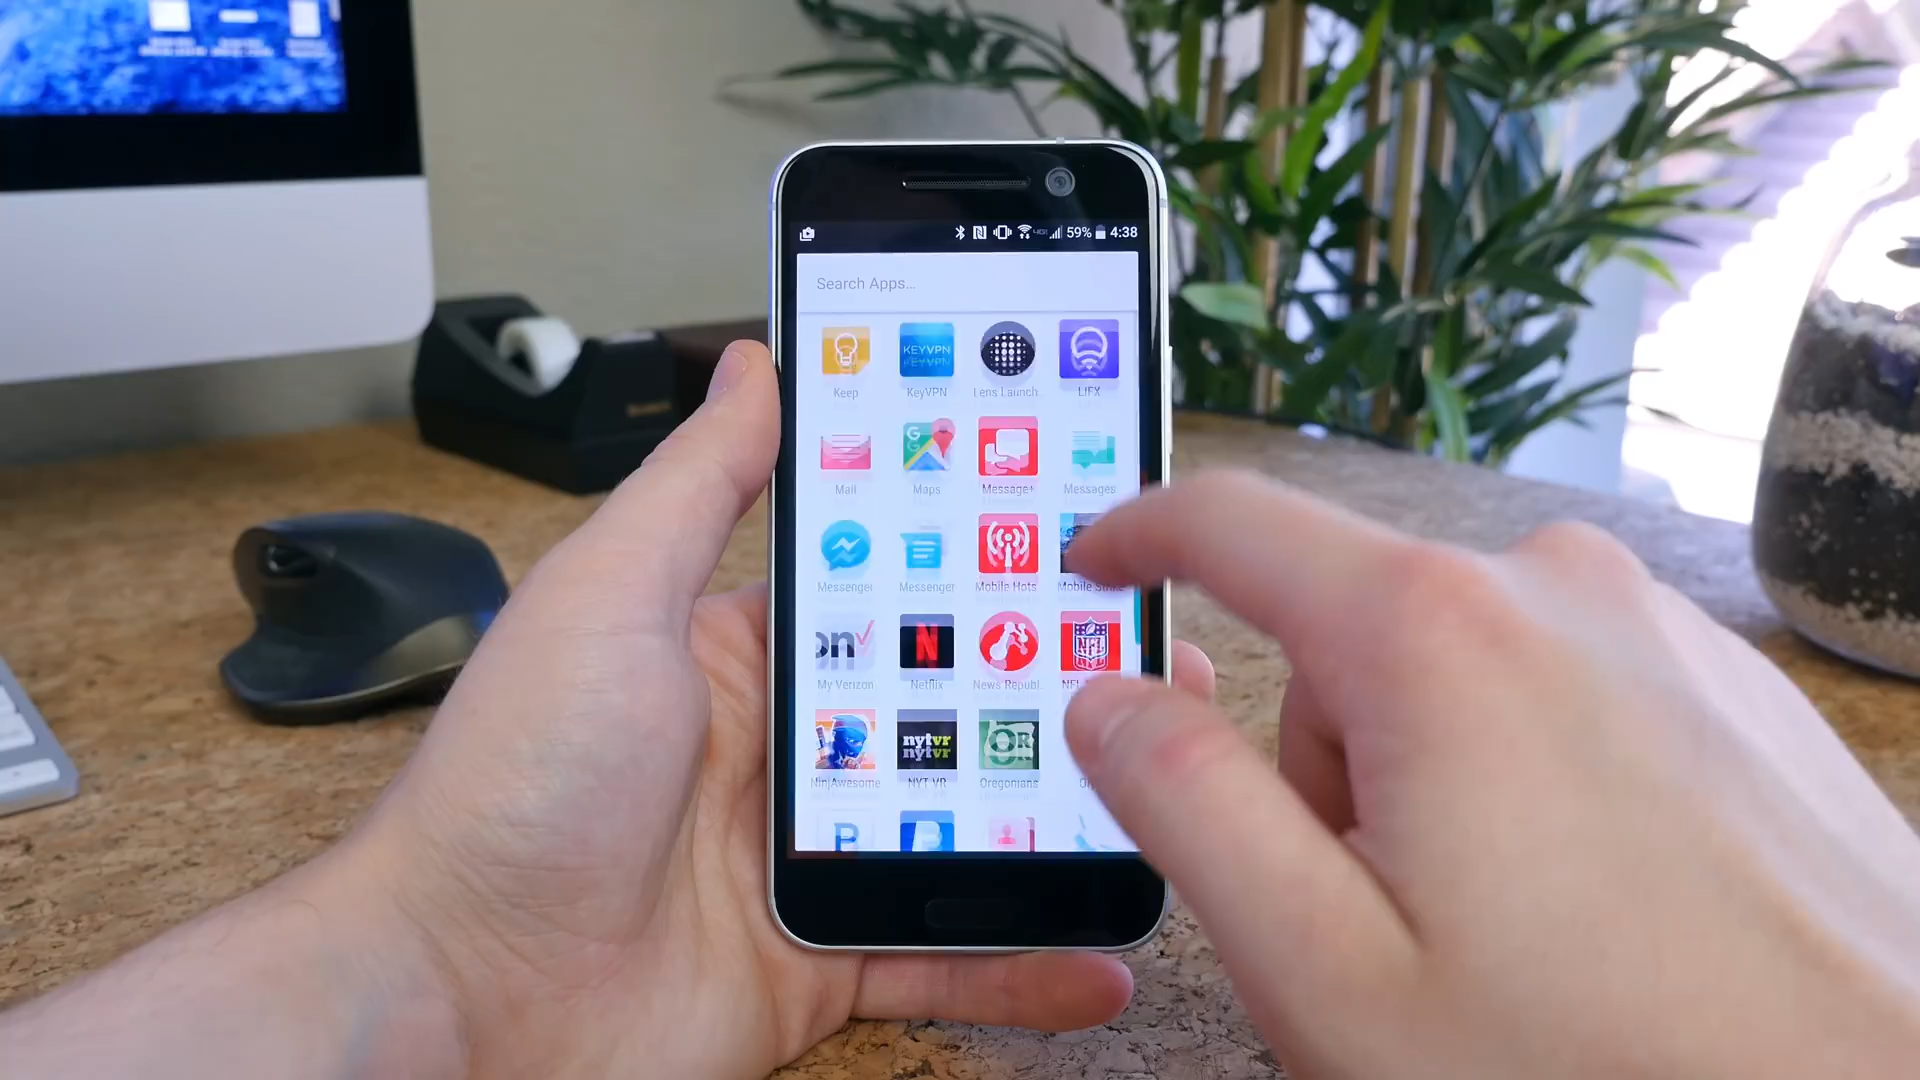 59% 4:38
Search Apps...
KEYVPN
Keep KeyVPN Lens Launch LIFX
G
Mail Maps Message+ Messages
Messenger Messenger Mobile Hots
N NFL
My Verizon Netflix News Republ
nytvr OR
NinjAwesome NYT VR Oregonians
P